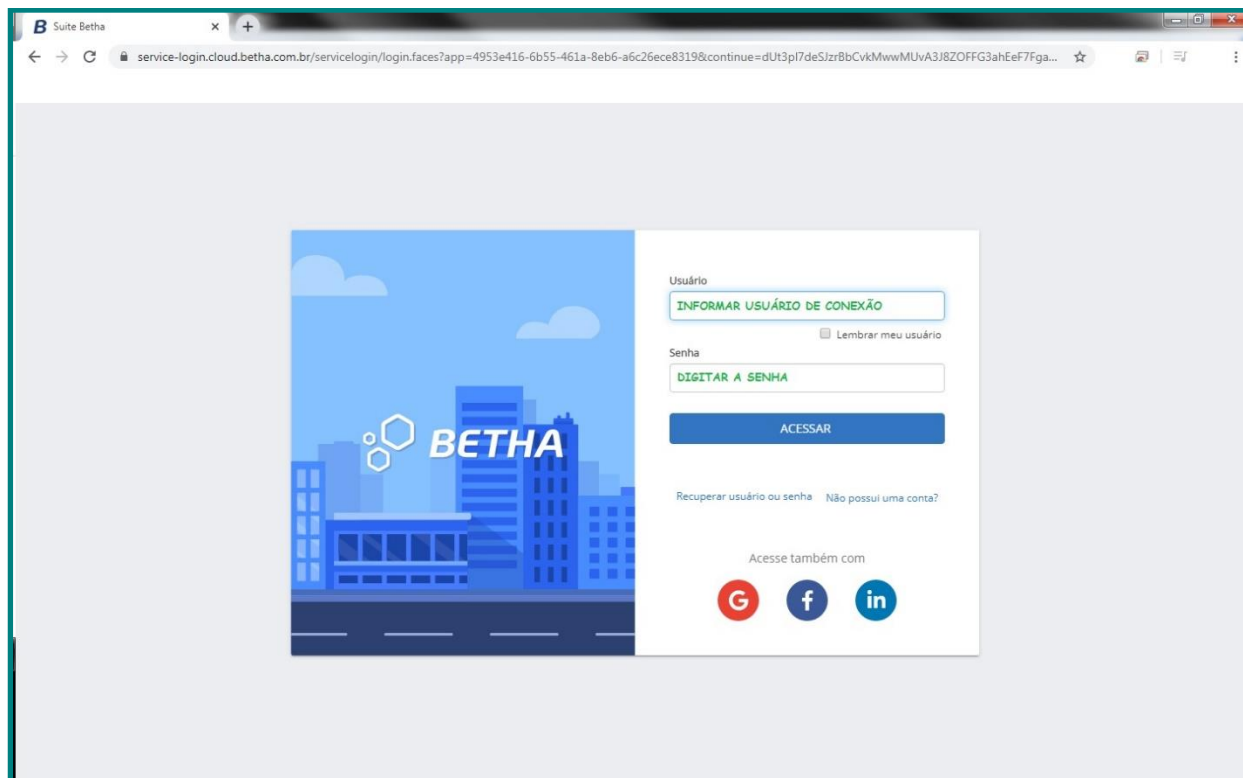 B Suite Betha
service-login.cloud.betha.com.br/servicelogin/login.faces?app=4953e416-6b55-461a-8eb6-a6c26ece8319&continue=dUt3pl7deSJzrBbCvkMwwMUvA3J8ZOFFG3ahEeF7Fga...
Usuário
INFORMAR USUÁRIO DE CONEXÃO
Lembrar meu usuário
Senha
DIGITAR A SENHA
BETHA
ACESSAR
Recuperar usuário ou senha Não possui uma conta?
Acesse também com
G f in